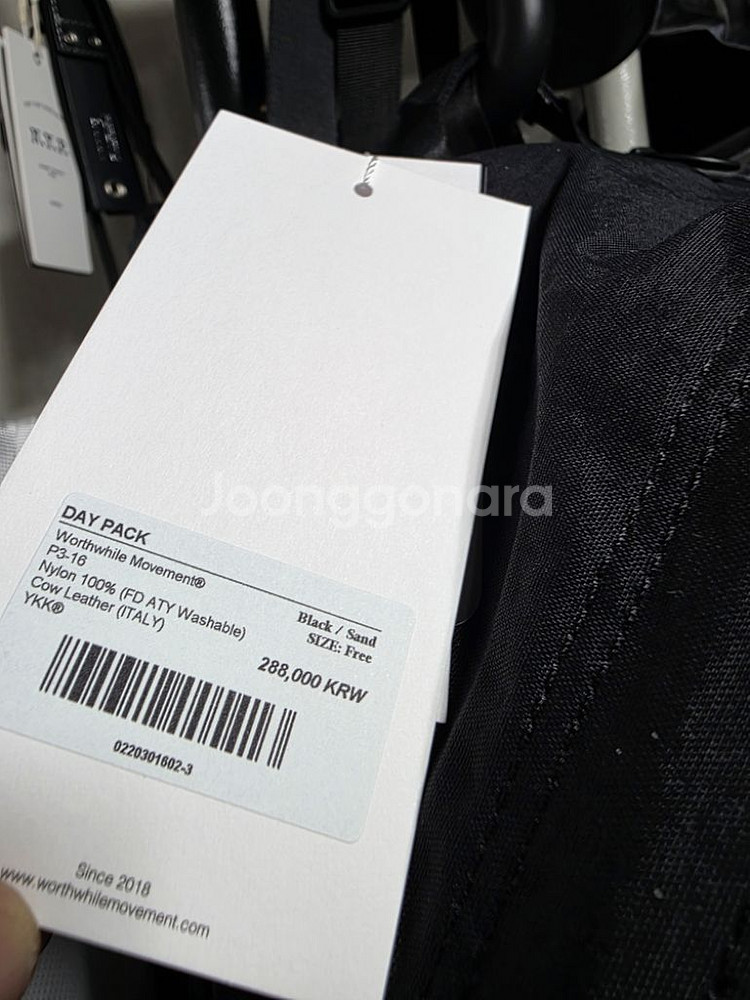 Joonggonara
DAY PACK
Worthwhile Movement®
P3-16
Nylon 100% (FD ATY Washable)
Cow Leather (ITALY)
YKK®
Black / Sand
SIZE: Free
288,000 KRW
0220301602-3
Since 2018
www.worthwhilemovement.com